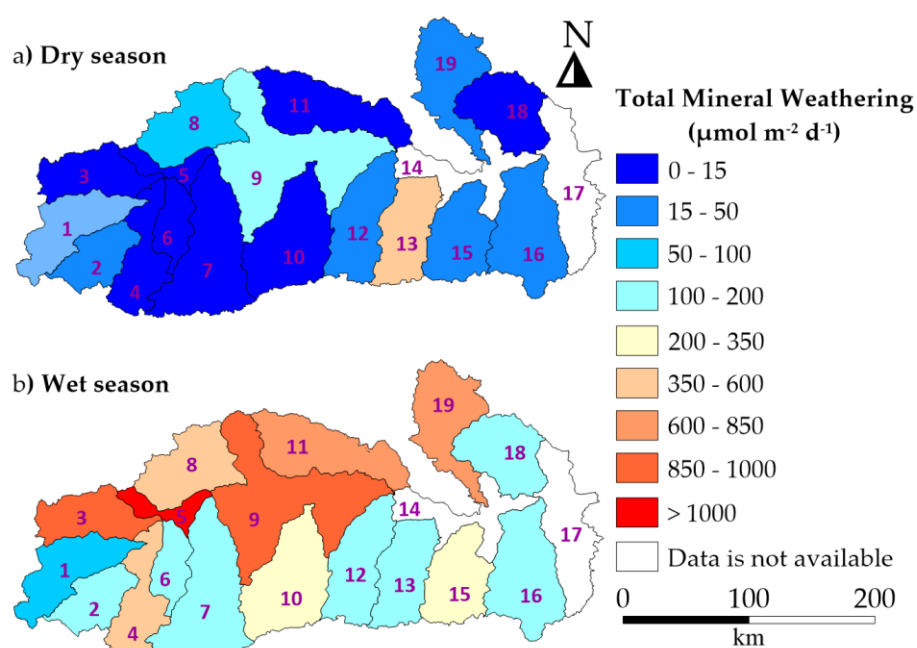 a) Dry season
N
19
11
18
8
5
3
9
14
17
1
6
12
13
2
7
10
15
16
4
Total Mineral Weathering
(μmol m⁻² d⁻¹)
0 - 15
15 - 50
50 - 100
100 - 200
200 - 350
350 - 600
600 - 850
850 - 1000
> 1000
Data is not available
0 100 200
km
b) Wet season
19
11
18
8
5
3
9
14
17
1
6
12
13
2
7
10
15
16
4